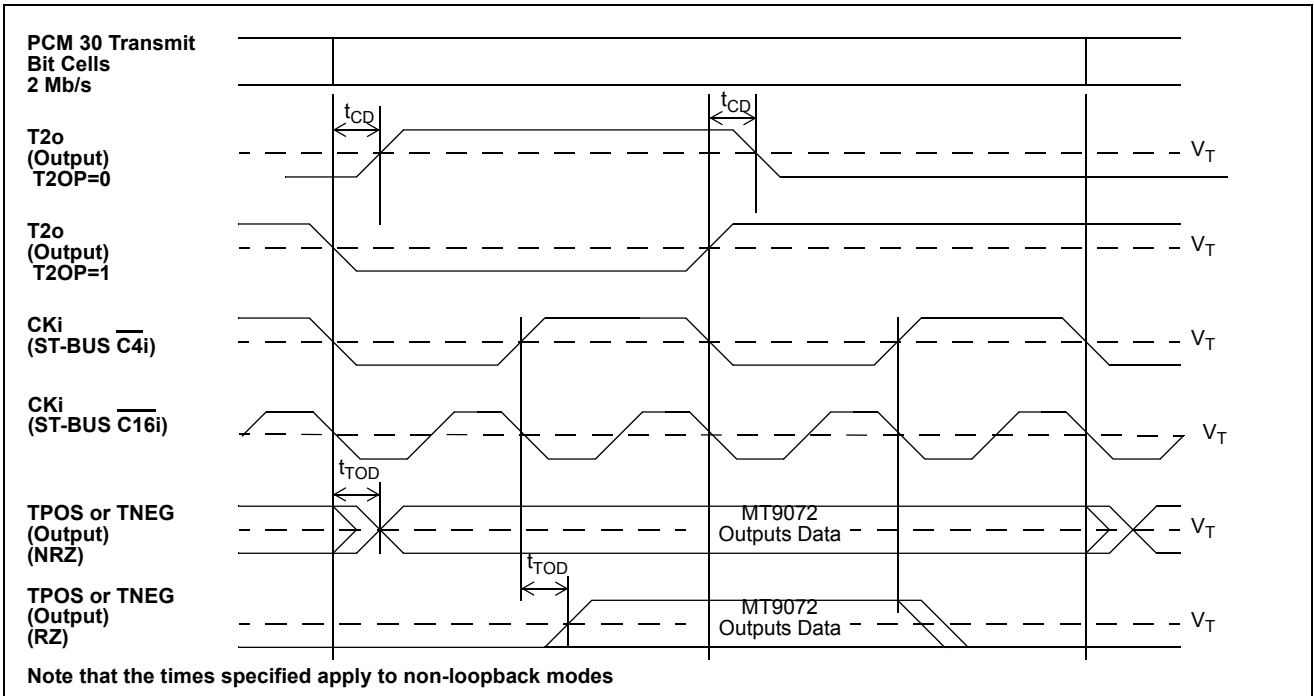 PCM 30 Transmit
Bit Cells
2 Mb/s
tCD
tCD
T2o
(Output)
T2OP=0
VT
T2o
(Output)
T2OP=1
VT
CKi
(ST-BUS C4i)
VT
CKi
(ST-BUS C16i)
VT
tTOD
TPOS or TNEG
(Output)
(NRZ)
MT9072
Outputs Data
VT
tTOD
TPOS or TNEG
(Output)
(RZ)
MT9072
Outputs Data
VT
Note that the times specified apply to non-loopback modes